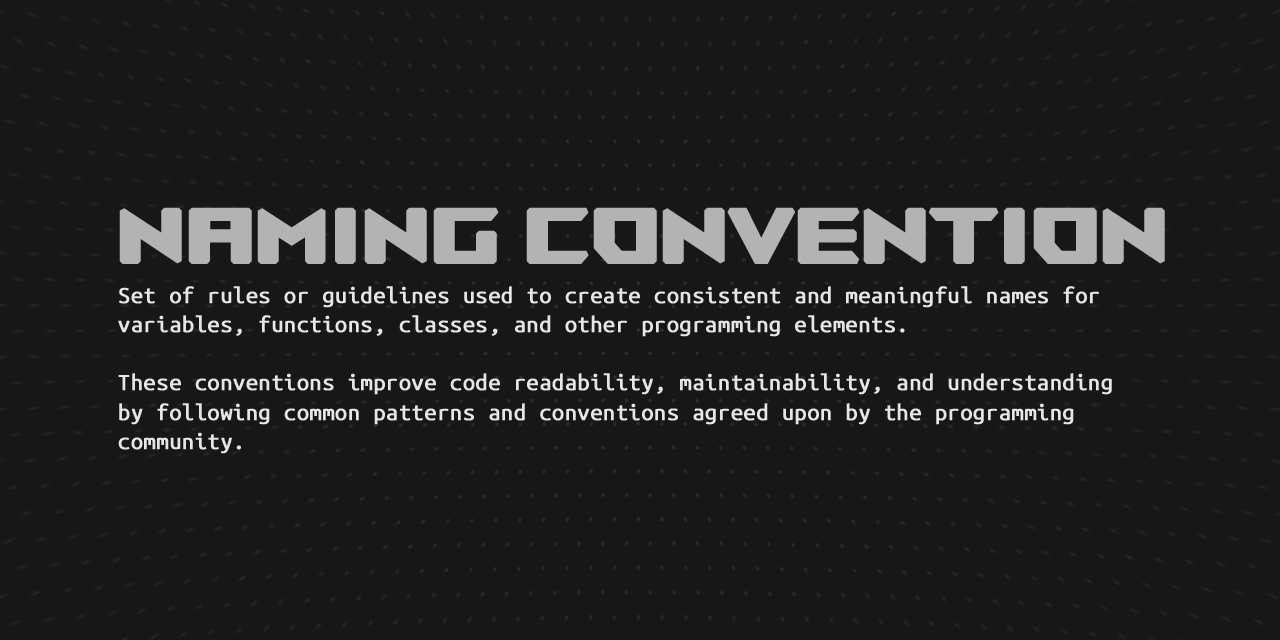 NAMING CONVENTION
Set of rules or guidelines used to create consistent and meaningful names for
variables, functions, classes, and other programming elements.
These conventions improve code readability, maintainability, and understanding
by following common patterns and conventions agreed upon by the programming
community.